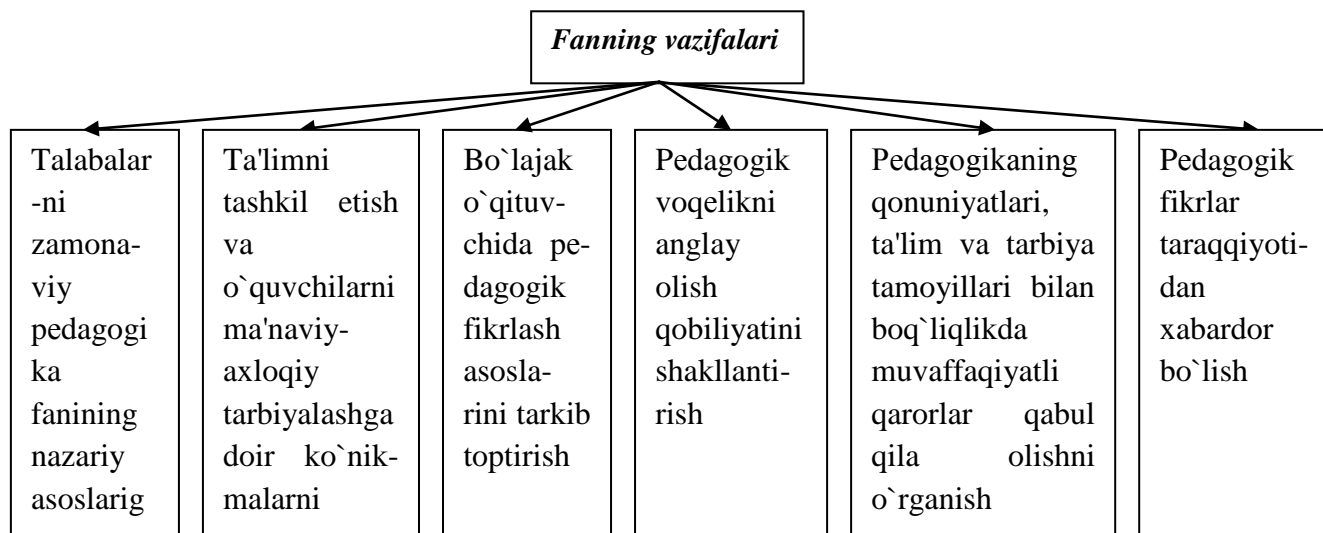 Fanning vazifalari
Talabalar
-ni
zamona-
viy
pedagogi
ka
fanining
nazariy
asoslarig
Ta'limni
tashkil etish
va
o`quvchilarni
ma'naviy-
axloqiy
tarbiyalashga
doir ko`nik-
malarni
Bo`lajak
o`qituv-
chida pe-
dagogik
fikrlash
asosla-
rini tarkib
toptirish
Pedagogik
voqelikni
anglay
olish
qobiliyatini
shakllanti-
rish
Pedagogikaning
qonuniyatlari,
ta'lim va tarbiya
tamoyillari bilan
boq`liqlikda
muvaffaqiyatli
qarorlar qabul
qila olishni
o`rganish
Pedagogik
fikrlar
taraqqiyoti-
dan
xabardor
bo`lish